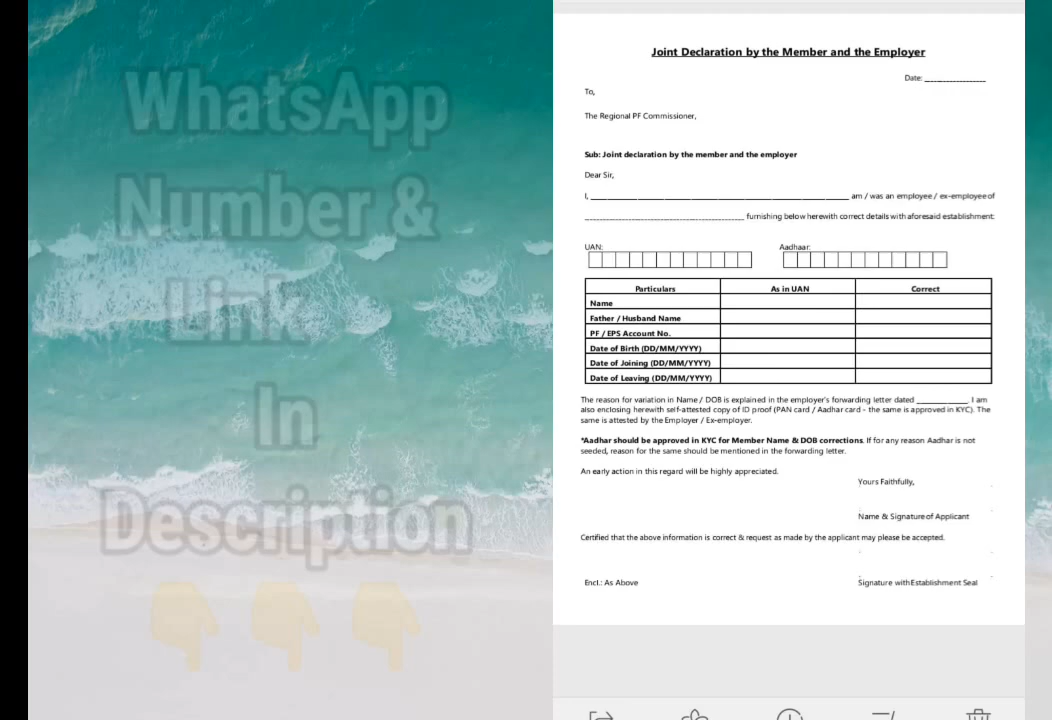 WhatsApp
Number &
Link
In
Description
Joint Declaration by the Member and the Employer
Date: ________________
To,
The Regional PF Commissioner,
Sub: Joint declaration by the member and the employer
Dear Sir,
I, ________________ am / was an employee / ex-employee of
________________ furnishing below herewith correct details with aforesaid establishment:
UAN: Aadhaar:
Particulars As in UAN Correct
Name
Father / Husband Name
PF / EPS Account No.
Date of Birth (DD/MM/YYYY)
Date of Joining (DD/MM/YYYY)
Date of Leaving (DD/MM/YYYY)
The reason for variation in Name / DOB is explained in the employer's forwarding letter dated ____________. I am
also enclosing herewith self-attested copy of ID proof (PAN card / Aadhar card - the same is approved in KYC). The
same is attested by the Employer / Ex-employer.
*Aadhar should be approved in KYC for Member Name & DOB corrections. If for any reason Aadhar is not
seeded, reason for the same should be mentioned in the forwarding letter.
An early action in this regard will be highly appreciated.
Yours Faithfully,
Name & Signature of Applicant
Certified that the above information is correct & request as made by the applicant may please be accepted.
Encl.: As Above Signature with Establishment Seal